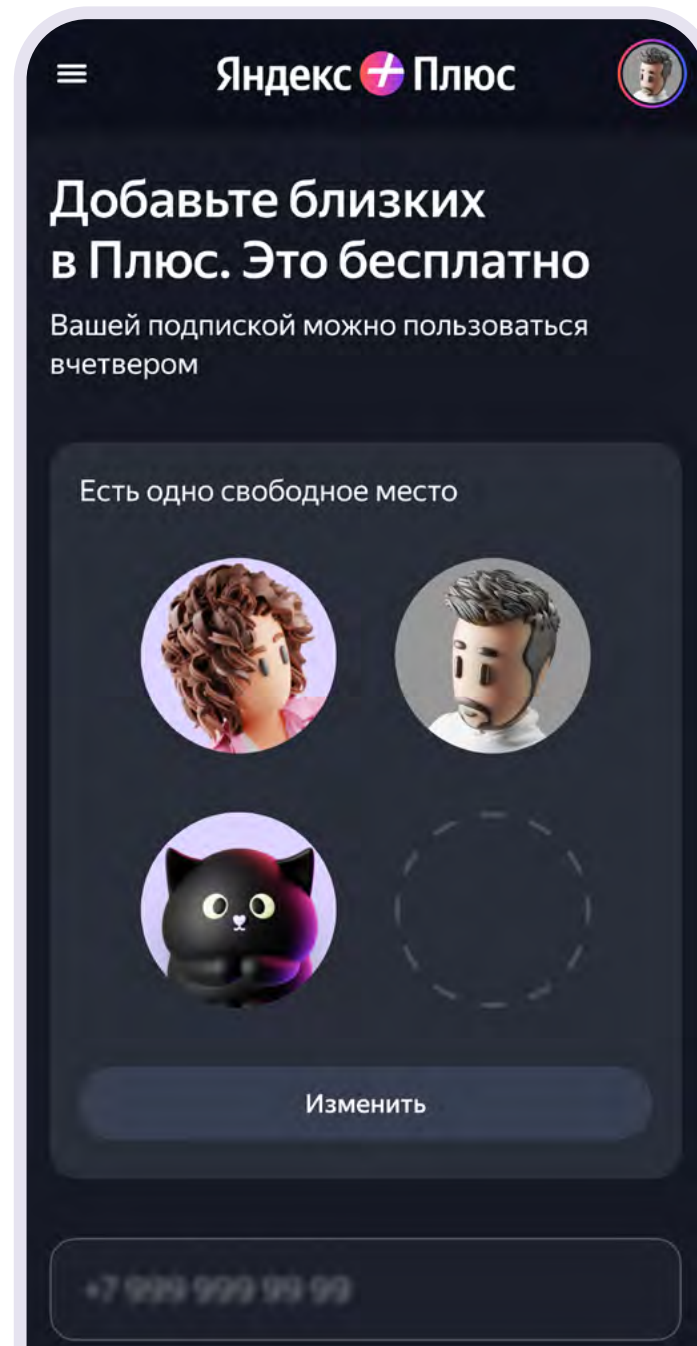 Яндекс Плюс
Добавьте близких
в Плюс. Это бесплатно
Вашей подпиской можно пользоваться
вчетвером
Есть одно свободное место
Изменить
+7 999 999 99 99